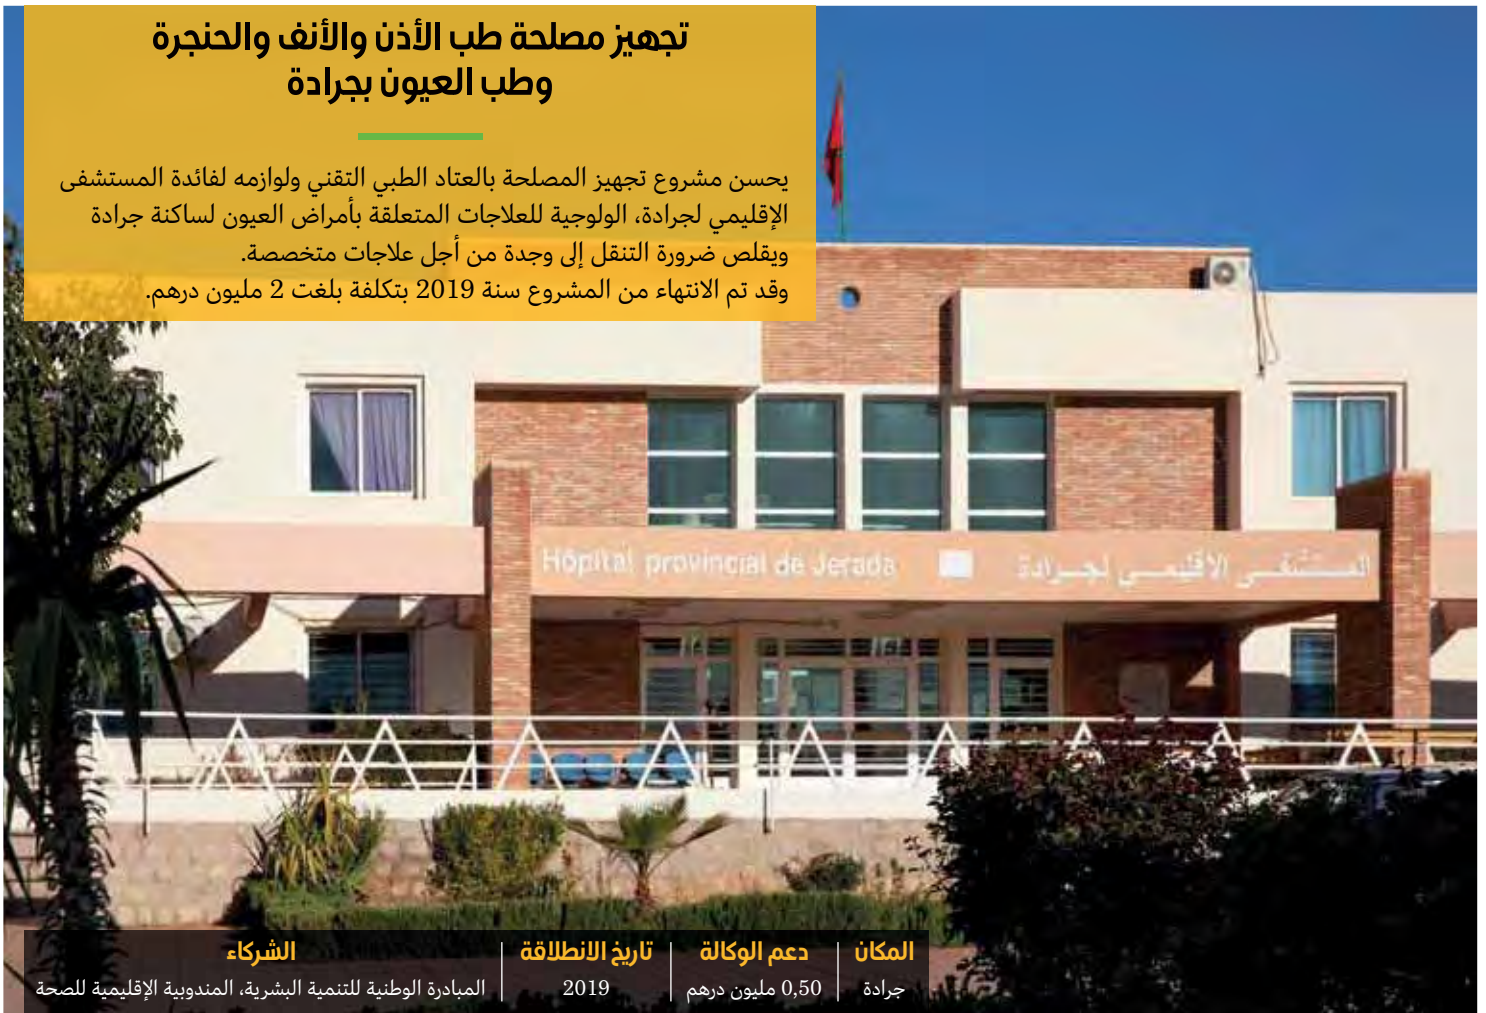 تجهيز مصلحة طب الأذن والأنف والحنجرة
وطب العيون بجرادة
يحسن مشروع تجهيز المصلحة بالعتاد الطبي التقني ولوازمه لفائدة المستشفى
الإقليمي لجرادة، الولوجية للعلاجات المتعلقة بأمراض العيون لساكنة جرادة
ويقلص ضرورة التنقل إلى وجدة من أجل علاجات متخصصة.
وقد تم الانتهاء من المشروع سنة 2019 بتكلفة بلغت 2 مليون درهم.
Hôpital provincial de Jerada
المستشفى الاقليمي لجرادة
المكان
جرادة
دعم الوكالة
0,50 مليون درهم
تاريخ الانطلاقة
2019
الشركاء
المبادرة الوطنية للتنمية البشرية، المندوبية الإقليمية للصحة